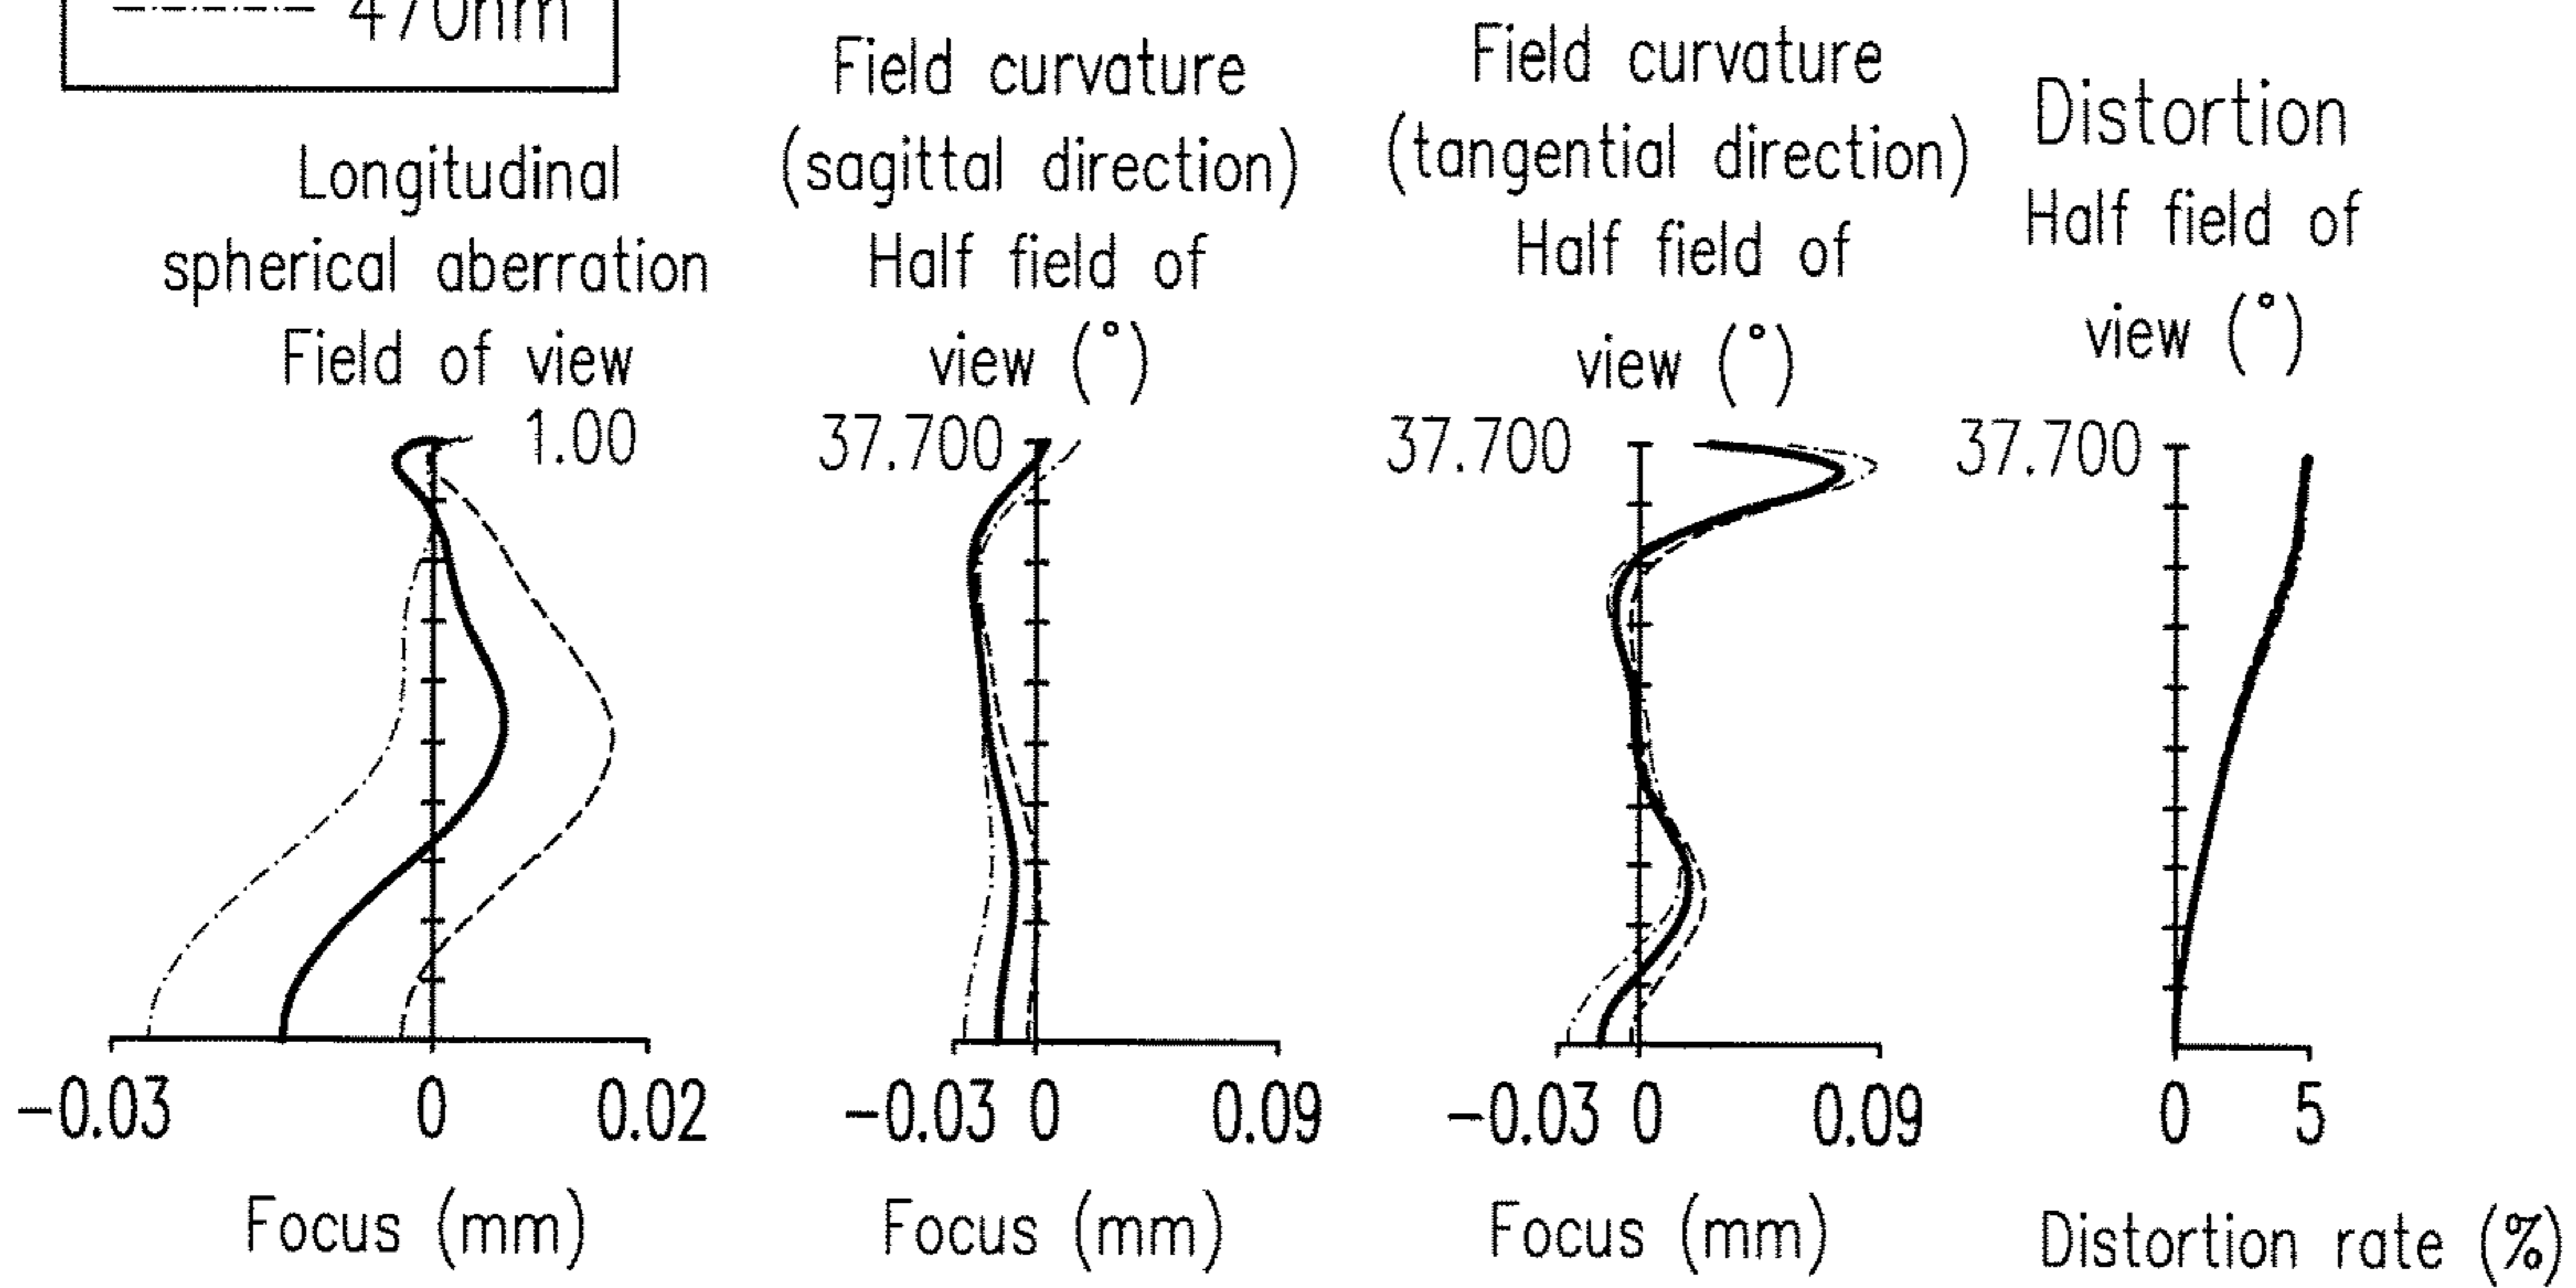 470nm
Longitudinal
spherical aberration
Field of view
1.00
-0.03 0 0.02
Focus (mm)
Field curvature
(sagittal direction)
Half field of
view (°)
37.700
-0.03 0 0.09
Focus (mm)
Field curvature
(tangential direction)
Half field of
view (°)
37.700
-0.03 0 0.09
Focus (mm)
Distortion
Half field of
view (°)
37.700
0 5
Distortion rate (%)